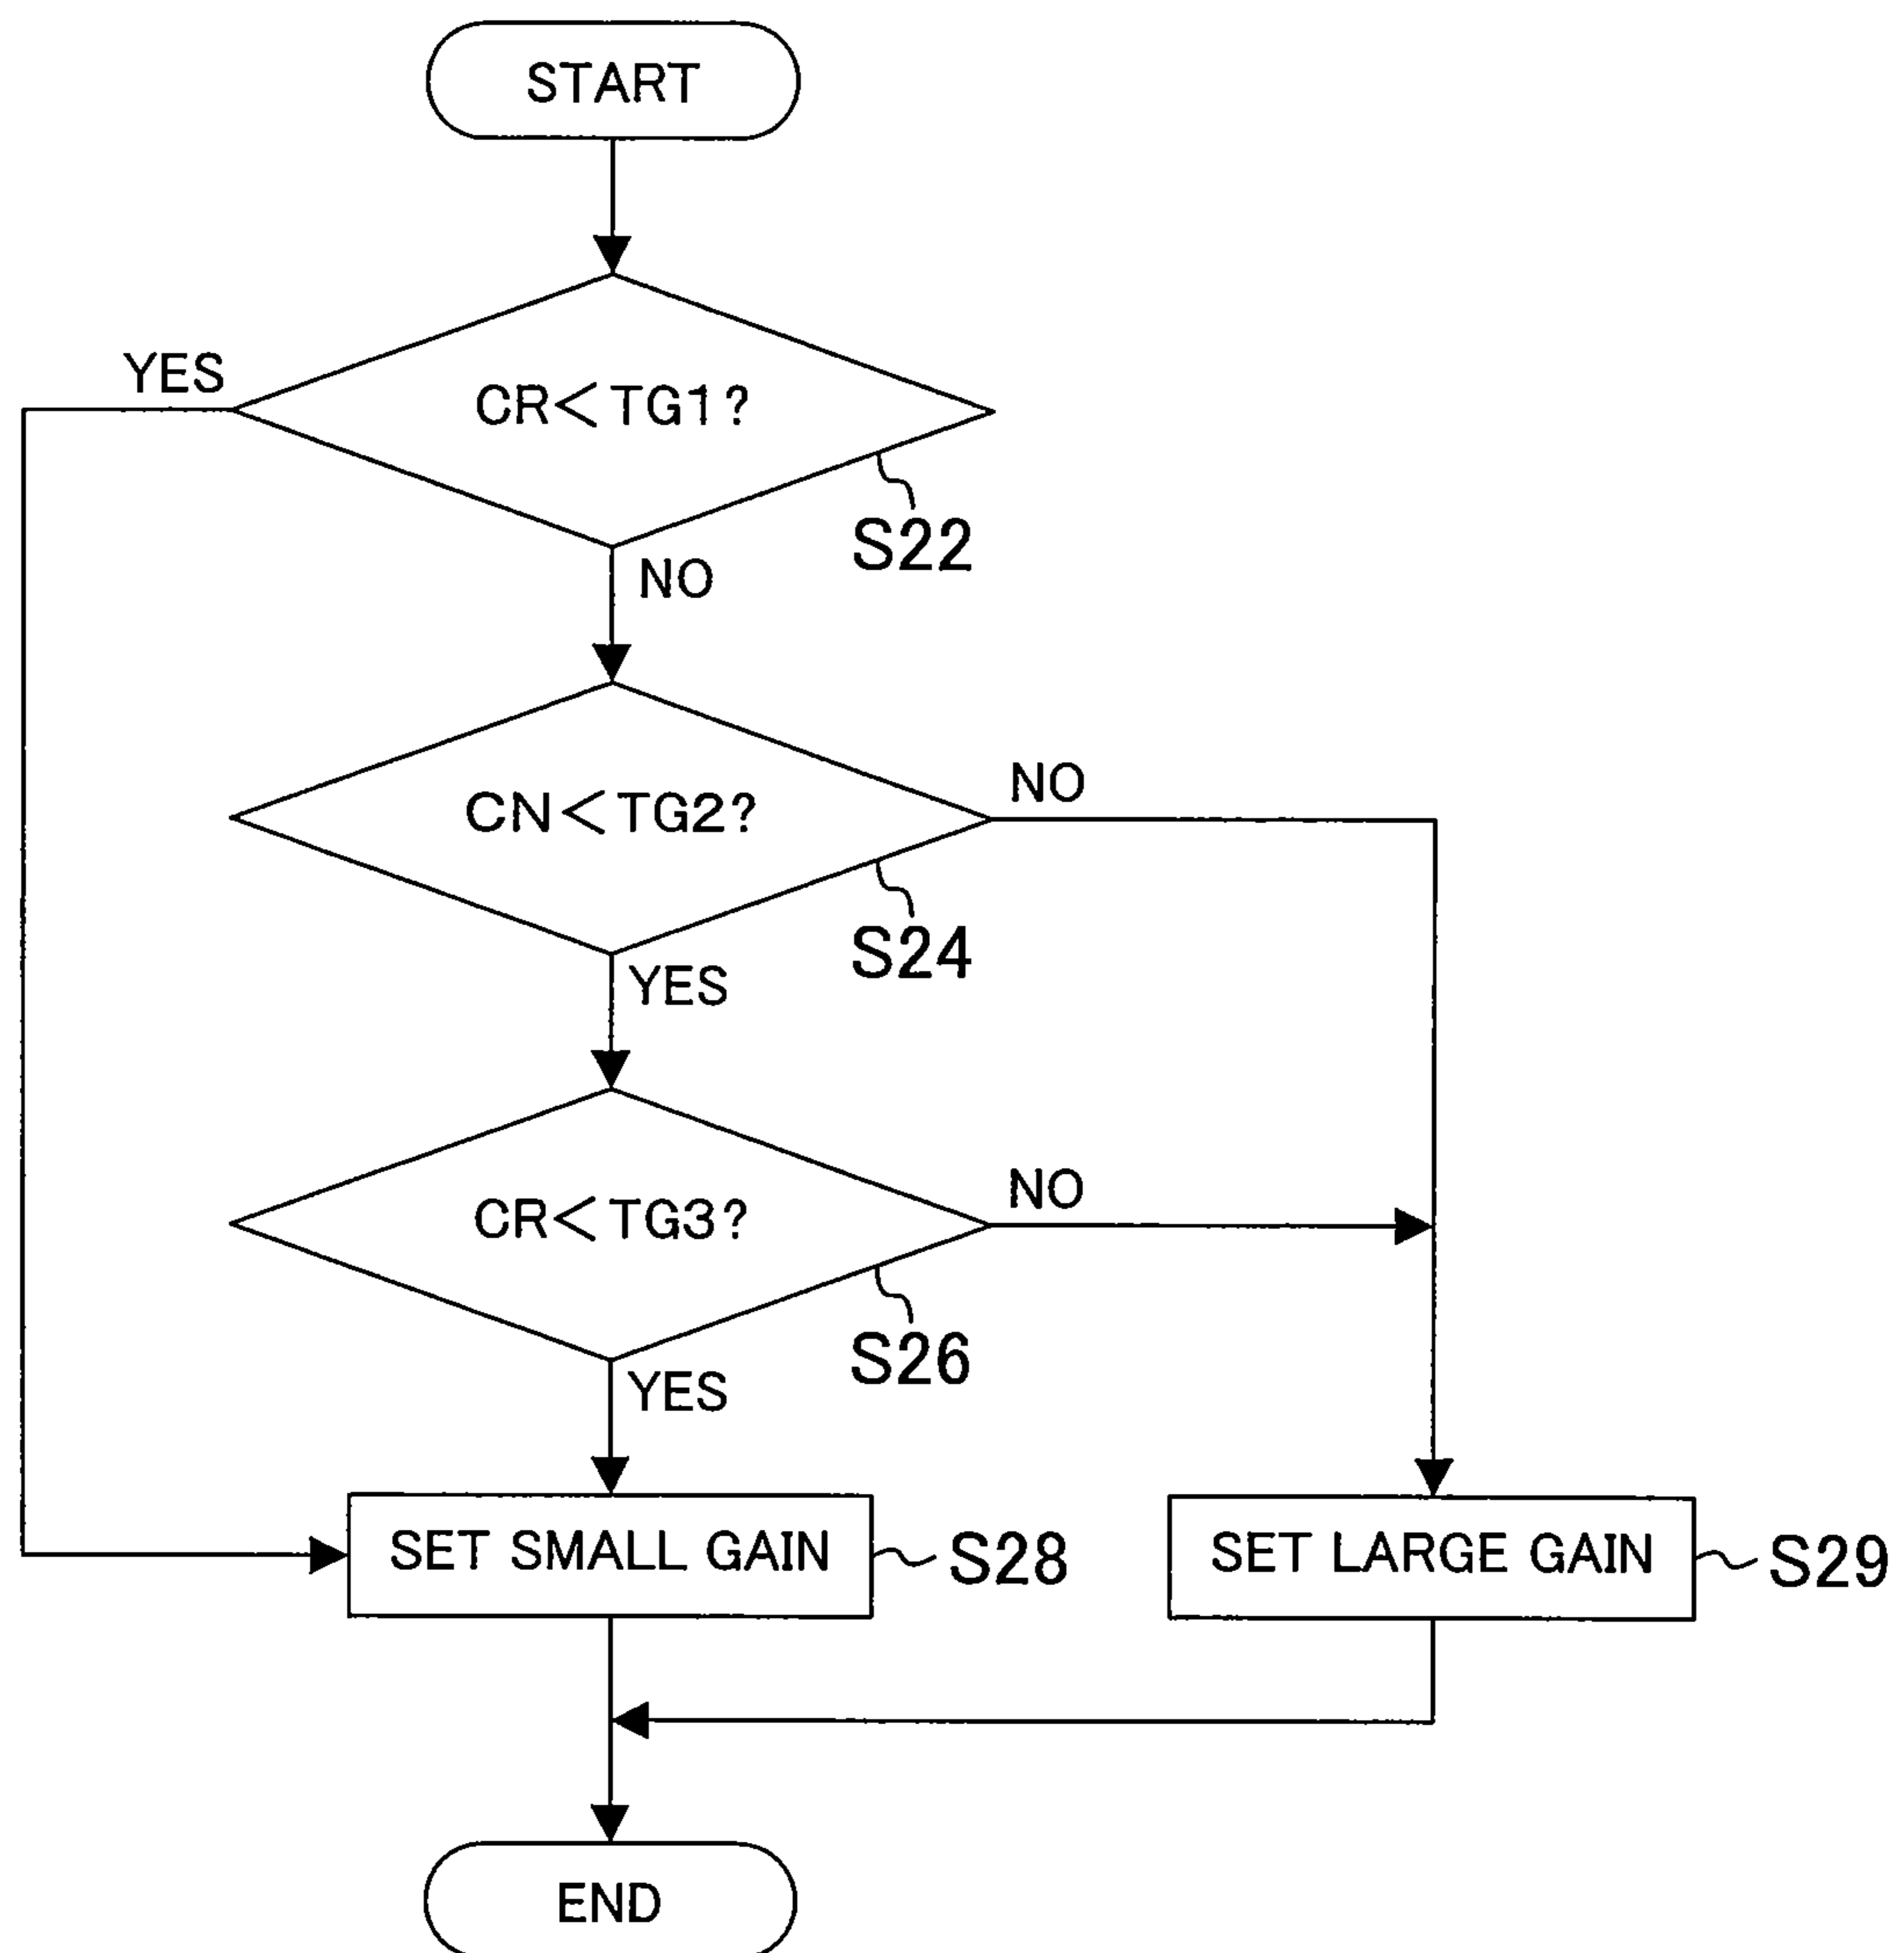 START
YES
CR<TG1?
S22
NO
CN<TG2?
NO
S24
YES
CR<TG3?
NO
S26
YES
SET SMALL GAIN
S28
SET LARGE GAIN
S29
END